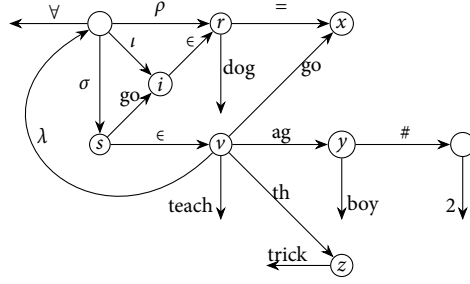 ∀ ρ r = x
ι ∈
σ go i dog go
λ s ∈ v ag y #
teach th boy 2
trick z